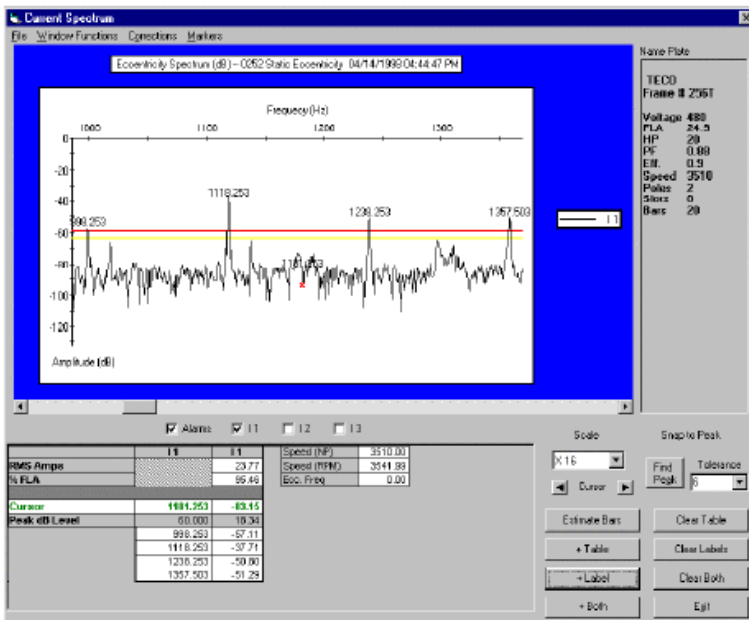 Current Spectrum
File Window Functions Corrections Markers
Eccentricity Spectrum (dB) - 0252 Static Eccentricity 04/14/1998 04:44:47 PM
Frequecy (Hz)
1000 1100 1200 1300
0
-20
-40
-60
-80
-100
-120
998.253
1118.253
1181.253
1238.253
1357.503
Amplitude (dB)
I1
Name Plate
TECO
Frame # 256T
Voltage 480
FLA 24.9
HP 20
PF 0.88
Eff. 0.9
Speed 3510
Poles 2
Slots 0
Bars 20
Alarms I1 I2 I3
I1 I1
RMS Amps 23.77
% FLA 95.46
Cursor 1181.253 -93.15
Peak dB Level 60.000 18.34
998.253 -57.11
1118.253 -37.71
1238.253 -50.80
1357.503 -51.29
Speed (NP) 3510.00
Speed (RPM) 3541.99
Ecc. Freq 0.00
Scale
X 16
Cursor
Snap to Peak
Find Peak
Tolerance
6
Estimate Bars
Clear Table
+ Table
Clear Labels
+ Label
Clear Both
+ Both
Exit